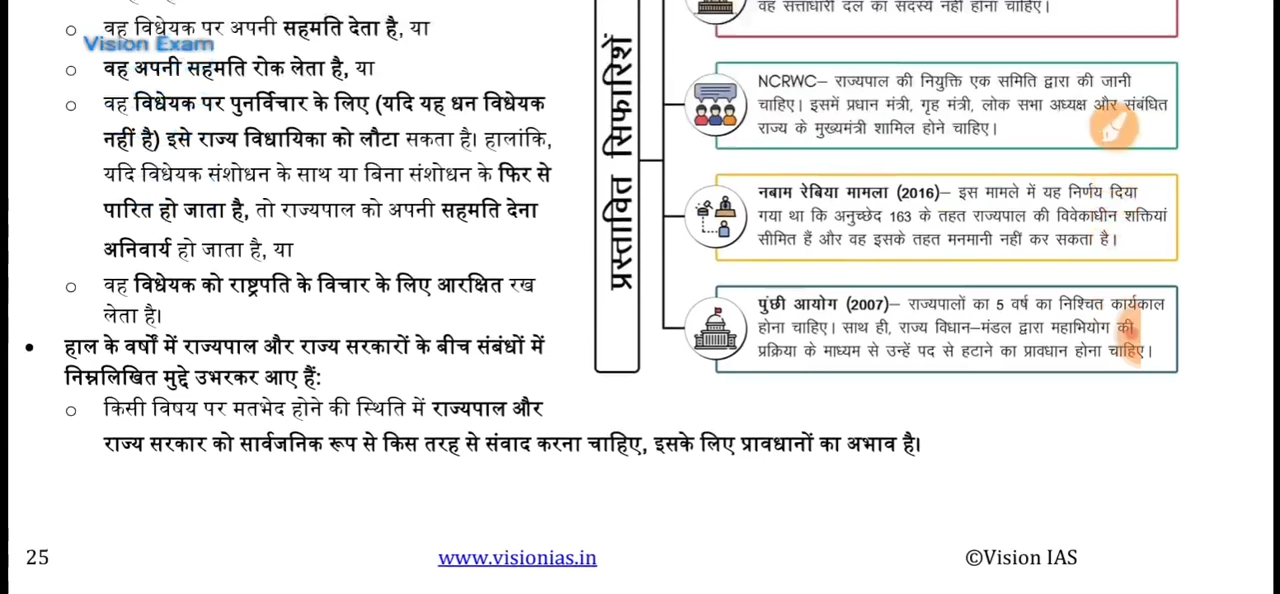 वह विधेयक पर अपनी सहमति देता है, या
Vision Exam
वह अपनी सहमति रोक लेता है, या
वह विधेयक पर पुनर्विचार के लिए (यदि यह धन विधेयक
नहीं है) इसे राज्य विधायिका को लौटा सकता है। हालांकि,
यदि विधेयक संशोधन के साथ या बिना संशोधन के फिर से
पारित हो जाता है, तो राज्यपाल को अपनी सहमति देना
अनिवार्य हो जाता है, या
वह विधेयक को राष्ट्रपति के विचार के लिए आरक्षित रख
लेता है।
हाल के वर्षों में राज्यपाल और राज्य सरकारों के बीच संबंधों में
निम्नलिखित मुद्दे उभरकर आए हैं:
किसी विषय पर मतभेद होने की स्थिति में राज्यपाल और
राज्य सरकार को सार्वजनिक रूप से किस तरह से संवाद करना चाहिए, इसके लिए प्रावधानों का अभाव है।
प्रस्तावित सिफारिशें
वह सत्ताधारी दल का सदस्य नहीं होना चाहिए।
NCRWC– राज्यपाल की नियुक्ति एक समिति द्वारा की जानी
चाहिए। इसमें प्रधान मंत्री, गृह मंत्री, लोक सभा अध्यक्ष और संबंधित
राज्य के मुख्यमंत्री शामिल होने चाहिए।
नबाम रेबिया मामला (2016)– इस मामले में यह निर्णय दिया
गया था कि अनुच्छेद 163 के तहत राज्यपाल की विवेकाधीन शक्तियां
सीमित हैं और वह इसके तहत मनमानी नहीं कर सकता है।
पुंछी आयोग (2007)– राज्यपालों का 5 वर्ष का निश्चित कार्यकाल
होना चाहिए। साथ ही, राज्य विधान–मंडल द्वारा महाभियोग की
प्रक्रिया के माध्यम से उन्हें पद से हटाने का प्रावधान होना चाहिए।
25
www.visionias.in
©Vision IAS